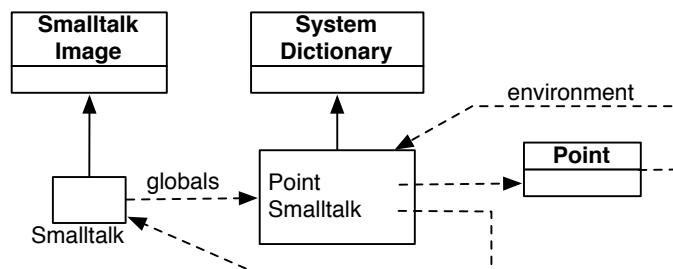 Smalltalk
Image
System
Dictionary
environment
Point
globals
Point
Smalltalk
Smalltalk